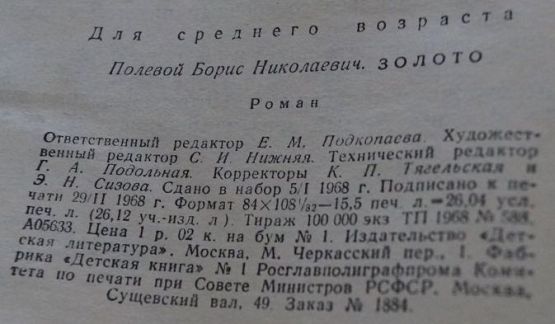 Для среднего возраста
Полевой Борис Николаевич. ЗОЛОТО
Роман
Ответственный редактор Е. М. Подкопаева. Художест-
венный редактор С. И. Нижняя. Технический редактор
Г. А. Подольная. Корректоры К. П. Тягельская и
Э. Н. Сизова. Сдано в набор 5/I 1968 г. Подписано к пе-
чати 29/II 1968 г. Формат 84×108 1/32—15,5 печ. л.=26,04 усл.
печ. л. (26,12 уч.-изд. л.). Тираж 100 000 экз ТП 1968 № 588.
А05633. Цена 1 р. 02 к. на бум № 1. Издательство «Дет-
ская литература». Москва, М. Черкасский пер., 1. Фаб-
рика «Детская книга» № 1 Росглавполиграфпрома Коми-
тета по печати при Совете Министров РСФСР. Москва,
Сущевский вал, 49. Заказ № 1884.